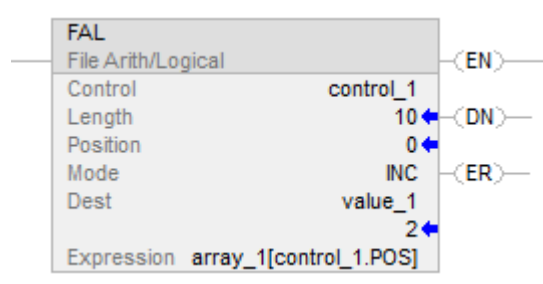 FAL
File Arith/Logical
EN
Control control_1
Length 10
DN
Position 0
Mode INC
ER
Dest value_1
2
Expression array_1[control_1.POS]